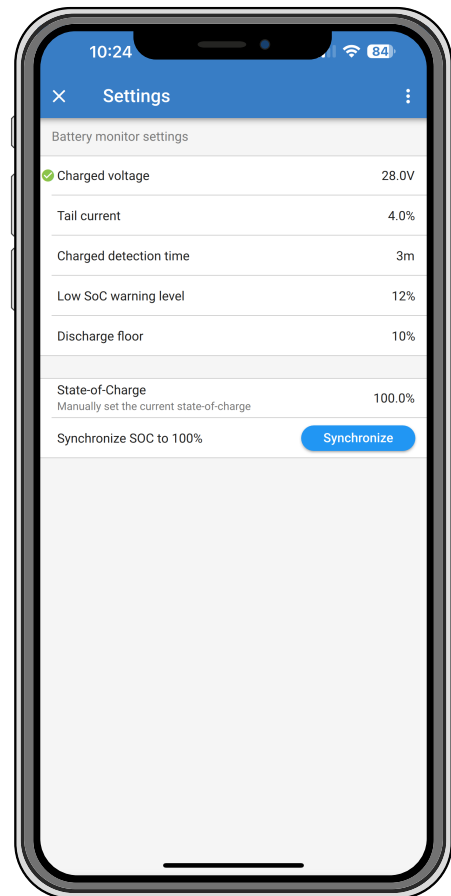 10:24
84
Settings
Battery monitor settings
Charged voltage 28.0V
Tail current 4.0%
Charged detection time 3m
Low SoC warning level 12%
Discharge floor 10%
State-of-Charge
Manually set the current state-of-charge
100.0%
Synchronize SOC to 100% Synchronize